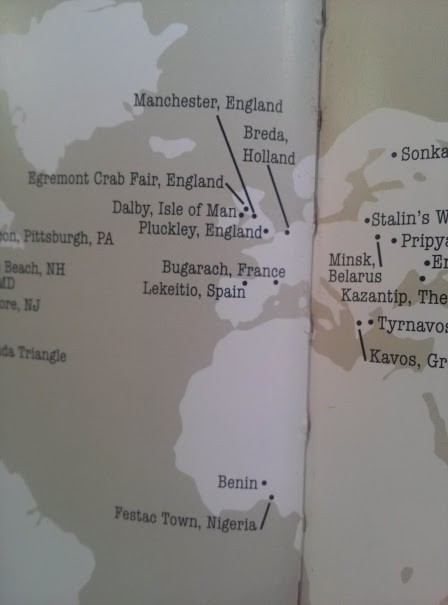 Manchester, England
Breda,
Holland
Sonka
Egremont Crab Fair, England
Dalby, Isle of Man
Stalin's W
Pluckley, England
on, Pittsburgh, PA
Pripya
Minsk,
Belarus
Er
Beach, NH
Bugarach, France
MD
Lekeitio, Spain
Kazantip, The
ore, NJ
Tyrnavos
da Triangle
Kavos, Gr
Benin
Festac Town, Nigeria